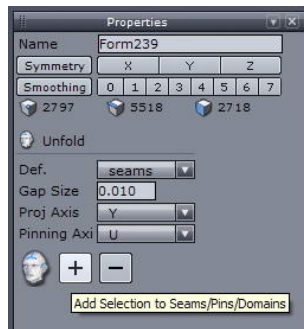 Properties
Name Form239
Symmetry X Y Z
Smoothing 0 1 2 3 4 5 6 7
2797 5518 2718
Unfold
Def. seams
Gap Size 0.010
Proj Axis Y
Pinning Axi U
Add Selection to Seams/Pins/Domains